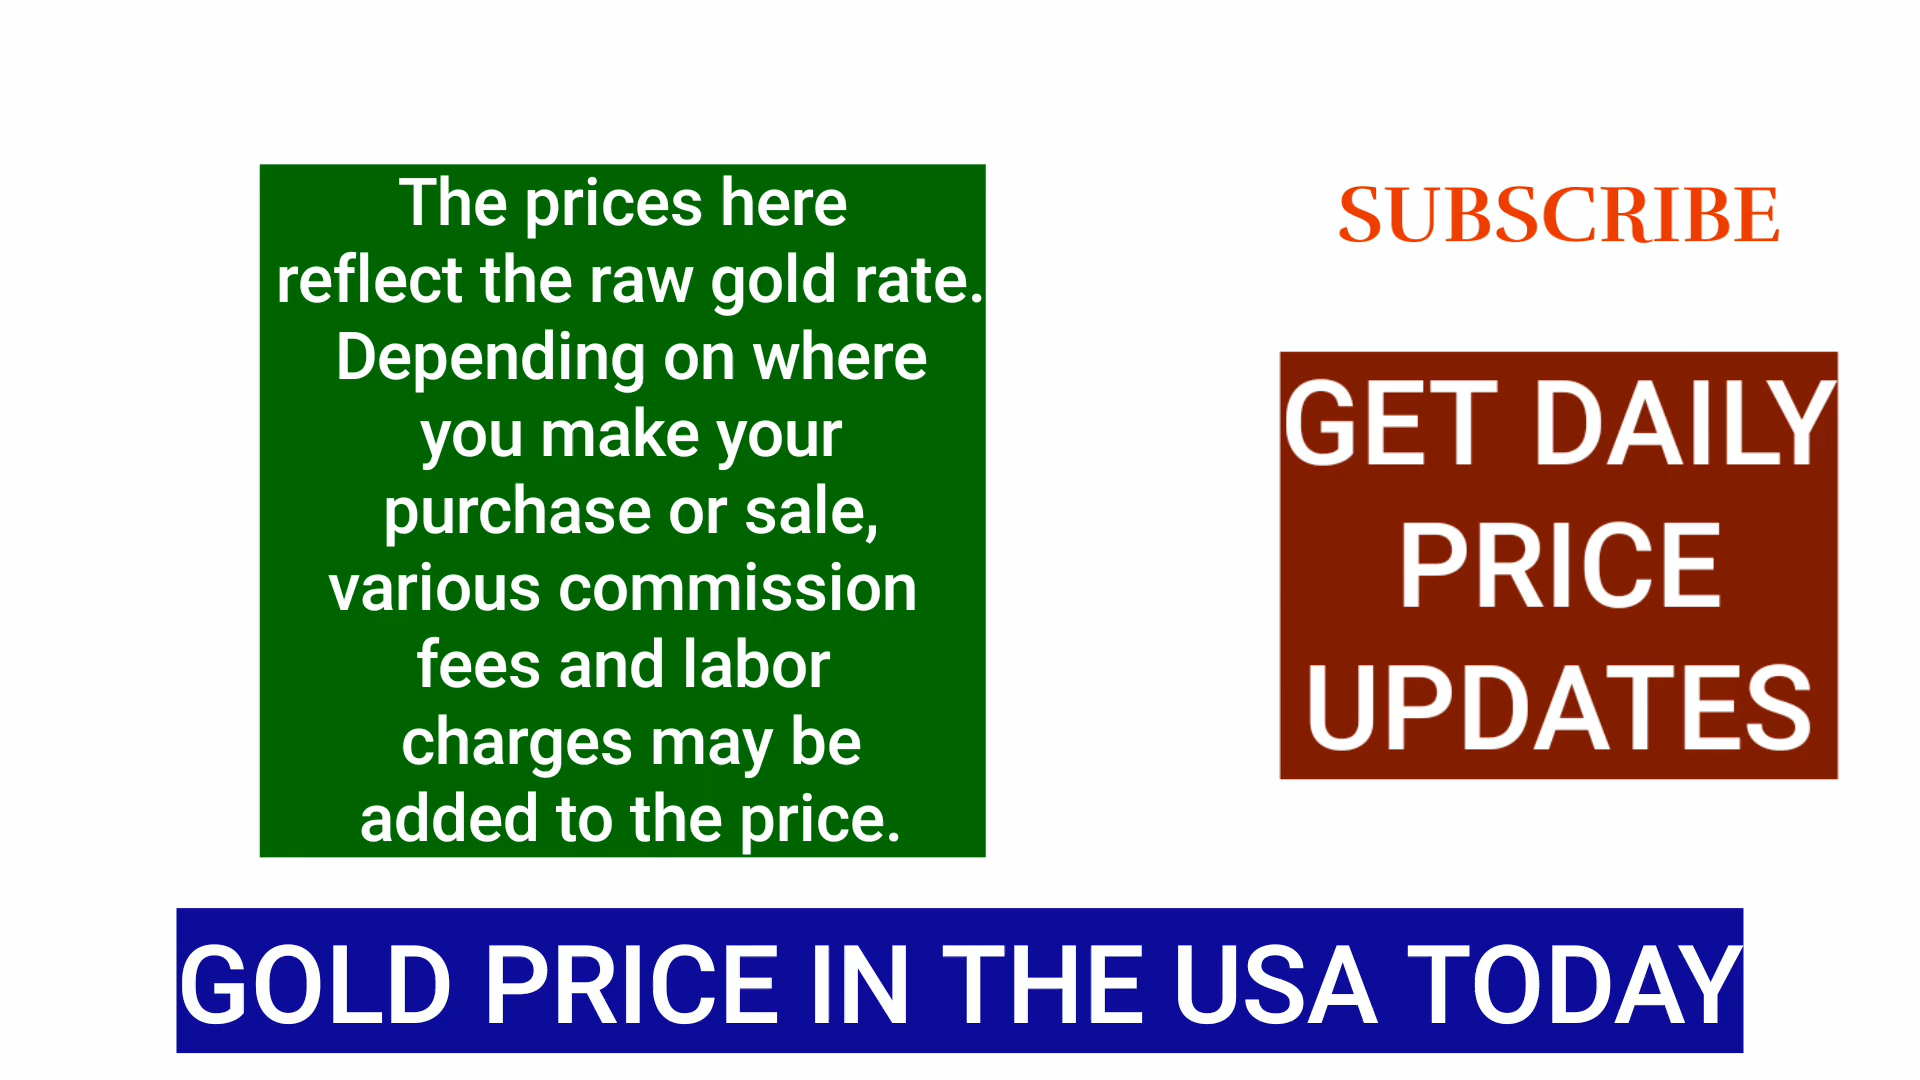 The prices here
reflect the raw gold rate.
Depending on where
you make your
purchase or sale,
various commission
fees and labor
charges may be
added to the price.
SUBSCRIBE
GET DAILY
PRICE
UPDATES
GOLD PRICE IN THE USA TODAY